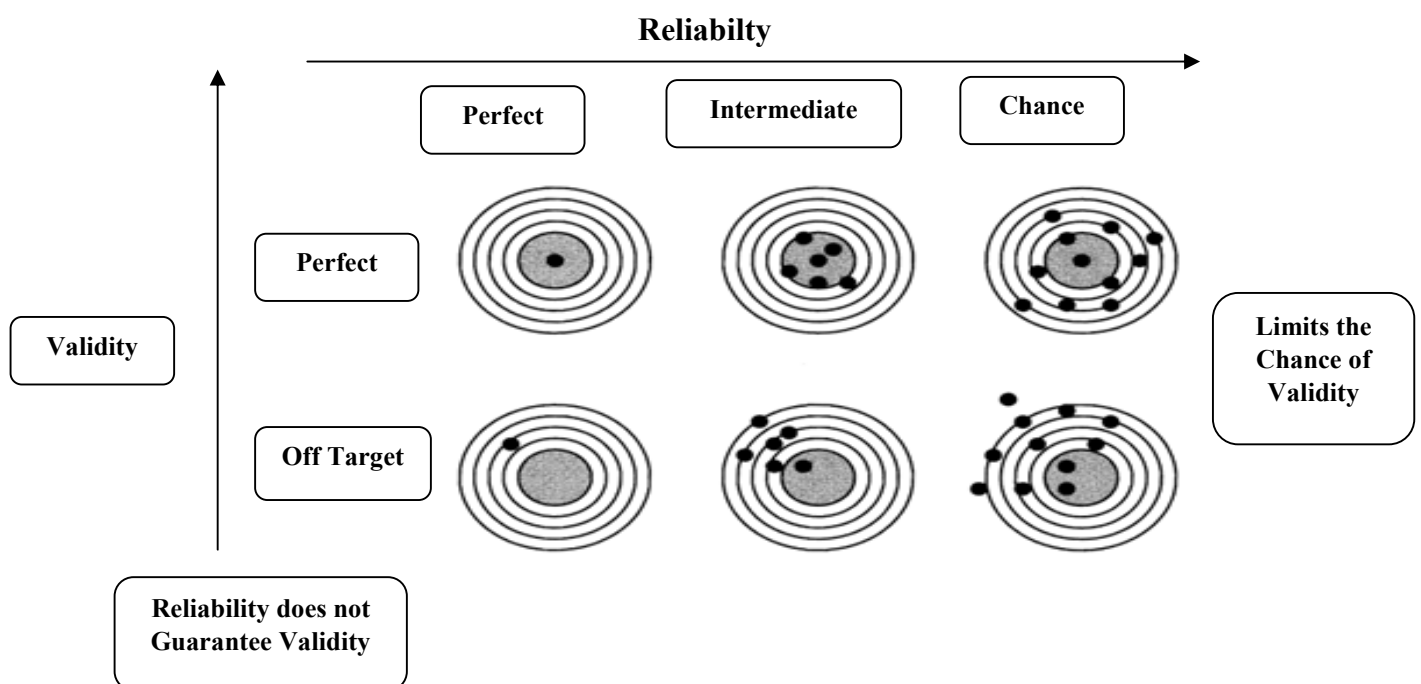 Reliabilty
Perfect
Intermediate
Chance
Perfect
Validity
Limits the
Chance of
Validity
Off Target
Reliability does not
Guarantee Validity